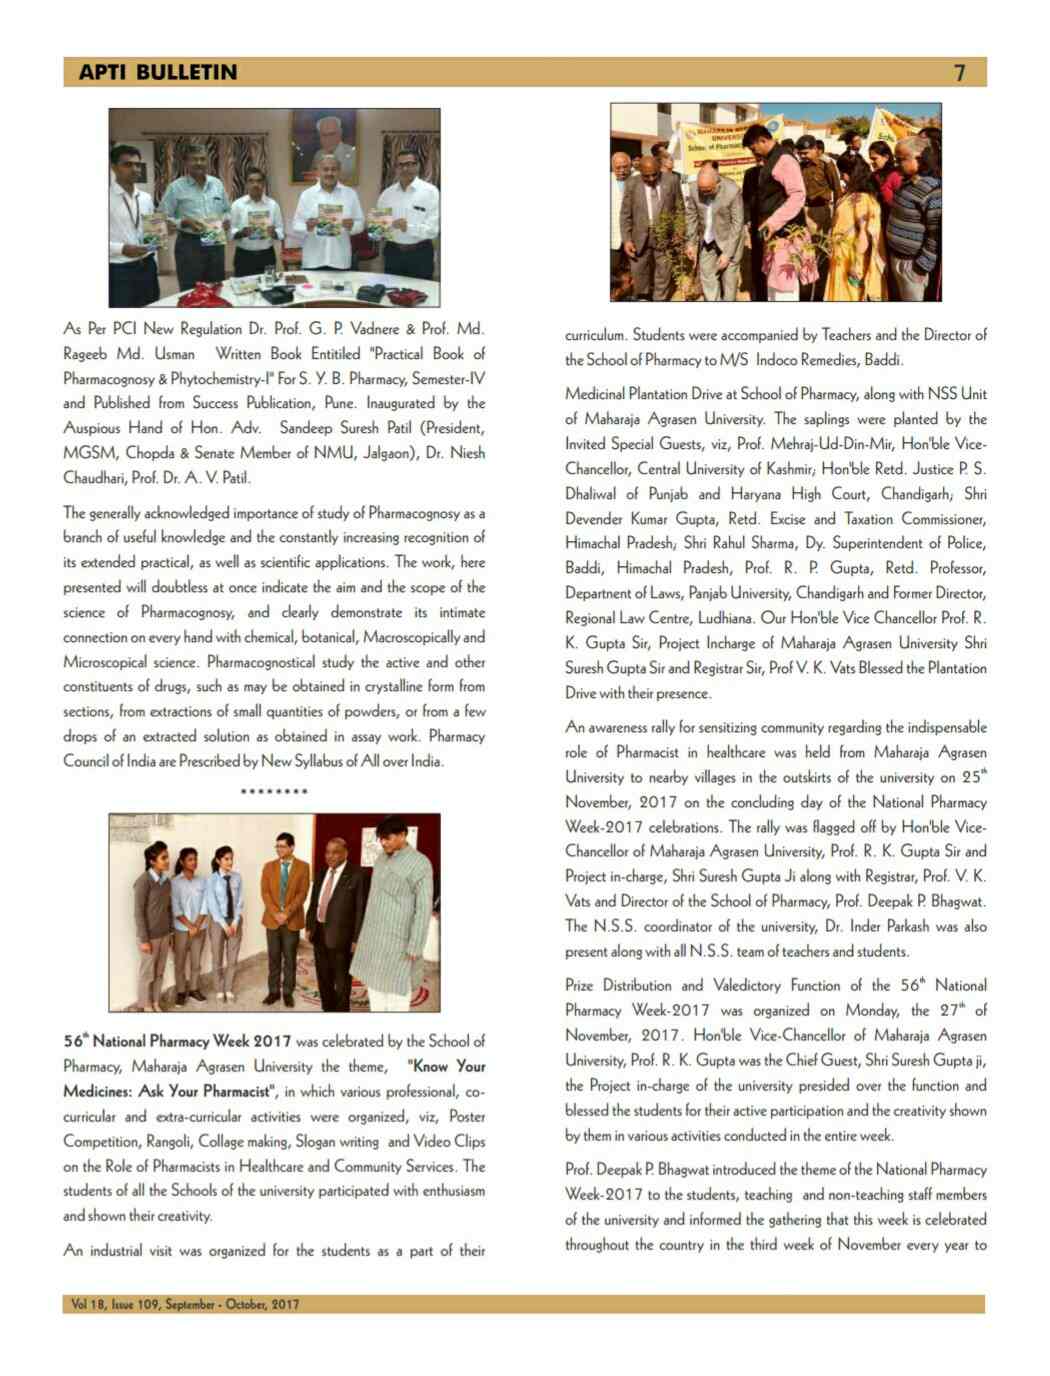 APTI BULLETIN
7
As Per PCI New Regulation Dr. Prof. G. P. Vadnere & Prof. Md.
Rageeb Md. Usman Written Book Entitiled "Practical Book of
Pharmacognosy & Phytochemistry-I" For S. Y. B. Pharmacy, Semester-IV
and Published from Success Publication, Pune. Inaugurated by the
Auspious Hand of Hon. Adv. Sandeep Suresh Patil (President,
MGSM, Chopda & Senate Member of NMU, Jalgaon), Dr. Niesh
Chaudhari, Prof. Dr. A. V. Patil.
The generally acknowledged importance of study of Pharmacognosy as a
branch of useful knowledge and the constantly increasing recognition of
its extended practical, as well as scientific applications. The work, here
presented will doubtless at once indicate the aim and the scope of the
science of Pharmacognosy, and clearly demonstrate its intimate
connection on every hand with chemical, botanical, Macroscopically and
Microscopical science. Pharmacognostical study the active and other
constituents of drugs, such as may be obtained in crystalline form from
sections, from extractions of small quantities of powders, or from a few
drops of an extracted solution as obtained in assay work. Pharmacy
Council of India are Prescribed by New Syllabus of All over India.
********
56th National Pharmacy Week 2017 was celebrated by the School of
Pharmacy, Maharaja Agrasen University the theme, "Know Your
Medicines: Ask Your Pharmacist", in which various professional, co-
curricular and extra-curricular activities were organized, viz, Poster
Competition, Rangoli, Collage making, Slogan writing and Video Clips
on the Role of Pharmacists in Healthcare and Community Services. The
students of all the Schools of the university participated with enthusiasm
and shown their creativity.
An industrial visit was organized for the students as a part of their
curriculum. Students were accompanied by Teachers and the Director of
the School of Pharmacy to M/S Indoco Remedies, Baddi.
Medicinal Plantation Drive at School of Pharmacy, along with NSS Unit
of Maharaja Agrasen University. The saplings were planted by the
Invited Special Guests, viz, Prof. Mehraj-Ud-Din-Mir, Hon'ble Vice-
Chancellor, Central University of Kashmir; Hon'ble Retd. Justice P. S.
Dhaliwal of Punjab and Haryana High Court, Chandigarh; Shri
Devender Kumar Gupta, Retd. Excise and Taxation Commissioner,
Himachal Pradesh; Shri Rahul Sharma, Dy. Superintendent of Police,
Baddi, Himachal Pradesh, Prof. R. P. Gupta, Retd. Professor,
Department of Laws, Panjab University, Chandigarh and Former Director,
Regional Law Centre, Ludhiana. Our Hon'ble Vice Chancellor Prof. R.
K. Gupta Sir, Project Incharge of Maharaja Agrasen University Shri
Suresh Gupta Sir and Registrar Sir, Prof V. K. Vats Blessed the Plantation
Drive with their presence.
An awareness rally for sensitizing community regarding the indispensable
role of Pharmacist in healthcare was held from Maharaja Agrasen
University to nearby villages in the outskirts of the university on 25th
November, 2017 on the concluding day of the National Pharmacy
Week-2017 celebrations. The rally was flagged off by Hon'ble Vice-
Chancellor of Maharaja Agrasen University, Prof. R. K. Gupta Sir and
Project in-charge, Shri Suresh Gupta Ji along with Registrar, Prof. V. K.
Vats and Director of the School of Pharmacy, Prof. Deepak P. Bhagwat.
The N.S.S. coordinator of the university, Dr. Inder Parkash was also
present along with all N.S.S. team of teachers and students.
Prize Distribution and Valedictory Function of the 56th National
Pharmacy Week-2017 was organized on Monday, the 27th of
November, 2017. Hon'ble Vice-Chancellor of Maharaja Agrasen
University, Prof. R. K. Gupta was the Chief Guest, Shri Suresh Gupta ji,
the Project in-charge of the university presided over the function and
blessed the students for their active participation and the creativity shown
by them in various activities conducted in the entire week.
Prof. Deepak P. Bhagwat introduced the theme of the National Pharmacy
Week-2017 to the students, teaching and non-teaching staff members
of the university and informed the gathering that this week is celebrated
throughout the country in the third week of November every year to
Vol 18, Issue 109, September - October, 2017